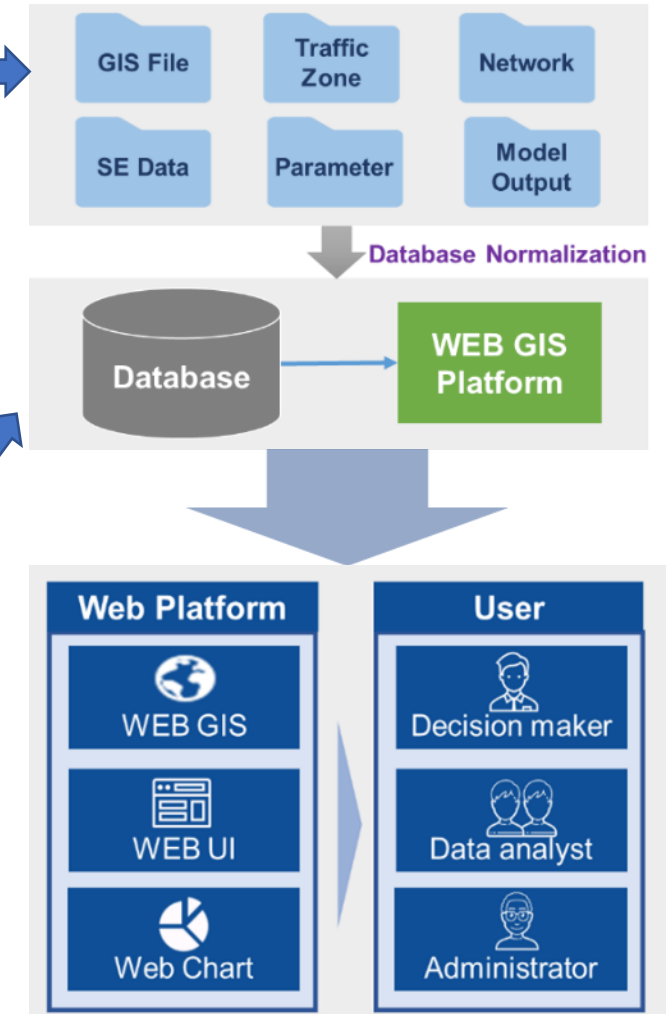 GIS File
Traffic
Zone
Network
SE Data
Parameter
Model
Output
Database Normalization
Database
WEB GIS
Platform
Web Platform
User
WEB GIS
Decision maker
WEB UI
Data analyst
Web Chart
Administrator